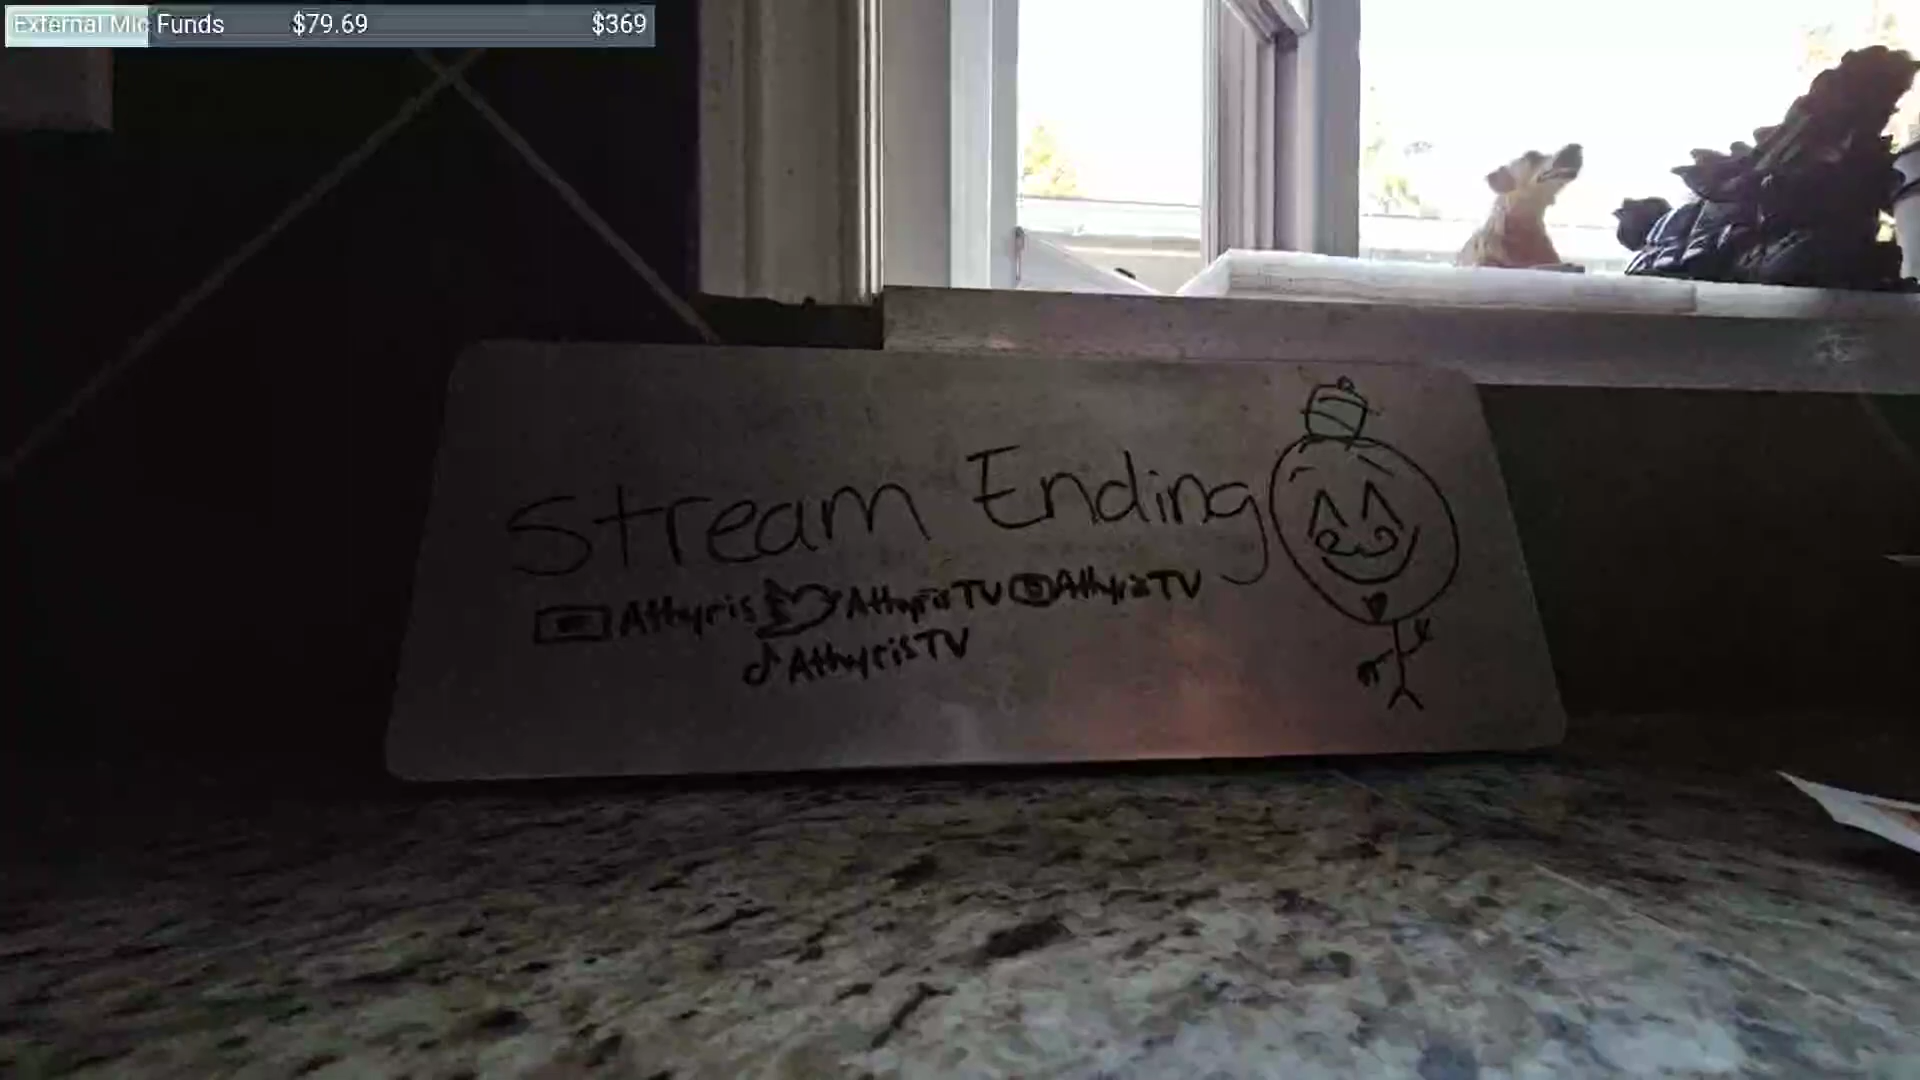 External Mic Funds $79.69 $369
Stream Ending
Athyris AthyrisTV AthyrisTV
AthyrisTV